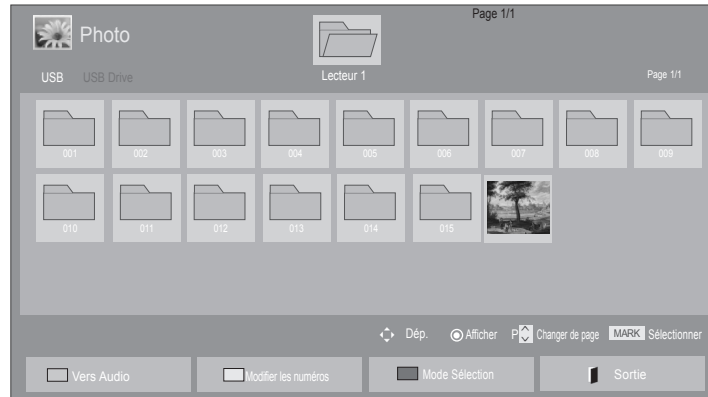 Page 1/1
Photo
Lecteur 1
USB USB Drive Page 1/1
001 002 003 004 005 006 007 008 009
010 011 012 013 014 015
Dép. Afficher P Changer de page MARK Sélectionner
Vers Audio Modifier les numéros Mode Sélection Sortie